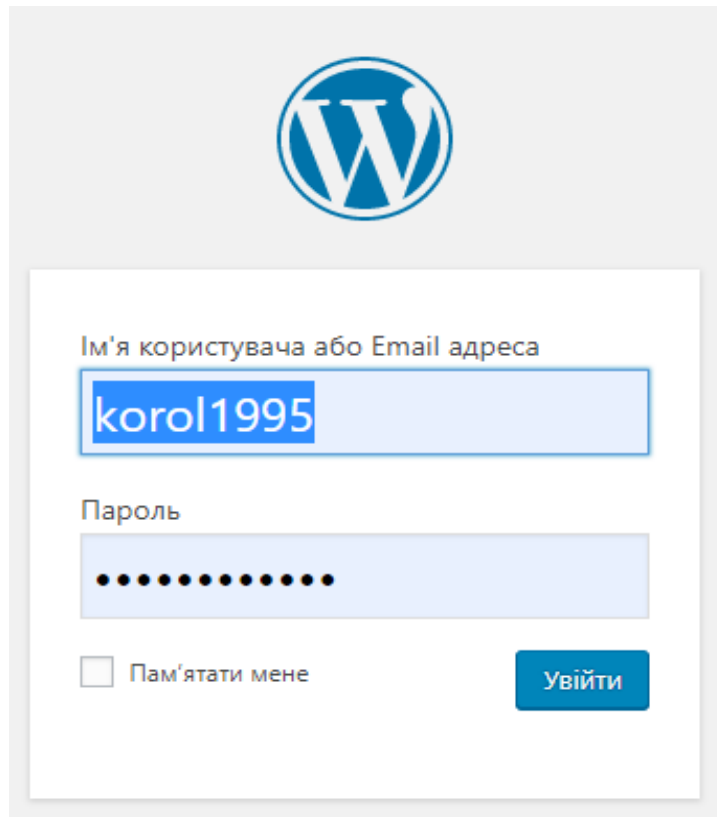 Ім'я користувача або Email адреса
korol1995
Пароль
••••••••••••
Пам'ятати мене
Увійти